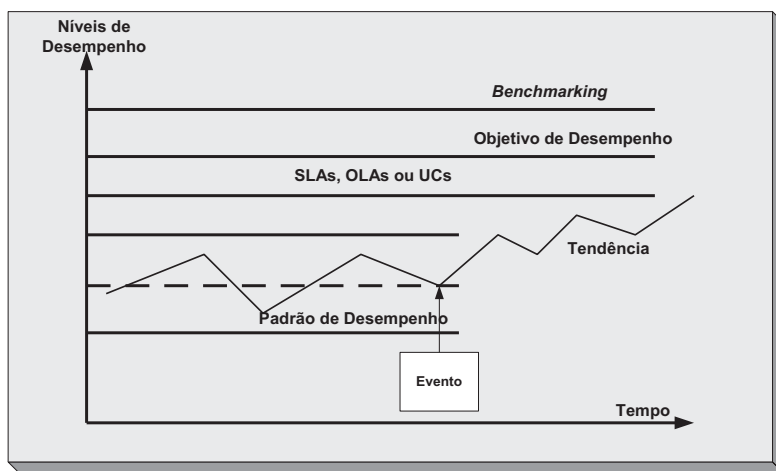 Níveis de
Desempenho
Benchmarking
Objetivo de Desempenho
SLAs, OLAs ou UCs
Tendência
Padrão de Desempenho
Evento
Tempo